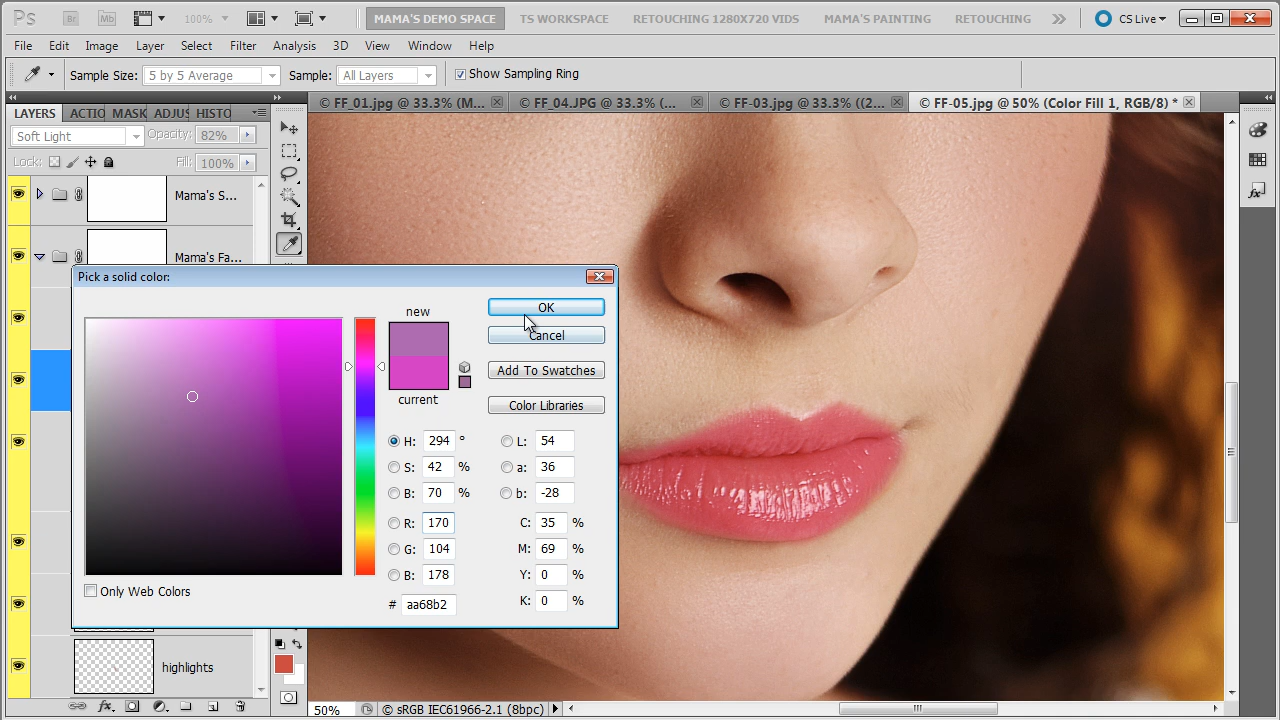 Ps Br Mb 100% MAMA'S DEMO SPACE TS WORKSPACE RETOUCHING 1280X720 VIDS MAMA'S PAINTING RETOUCHING CS Live
File Edit Image Layer Select Filter Analysis 3D View Window Help
Sample Size: 5 by 5 Average Sample: All Layers Show Sampling Ring
LAYERS ACTIO MASK ADJUS HISTO © FF_01.jpg @ 33.3% (M... © FF_04.JPG @ 33.3% (... © FF-03.jpg @ 33.3% ((2... © FF-05.jpg @ 50% (Color Fill 1, RGB/8) *
Soft Light Opacity: 82%
Lock: Fill: 100%
Mama's S...
Mama's Fa...
Pick a solid color:
new
OK
Cancel
Add To Swatches
current
Color Libraries
H: 294 ° L: 54
S: 42 % a: 36
B: 70 % b: -28
R: 170 C: 35 %
G: 104 M: 69 %
B: 178 Y: 0 %
Only Web Colors # aa68b2 K: 0 %
highlights
50% © sRGB IEC61966-2.1 (8bpc)